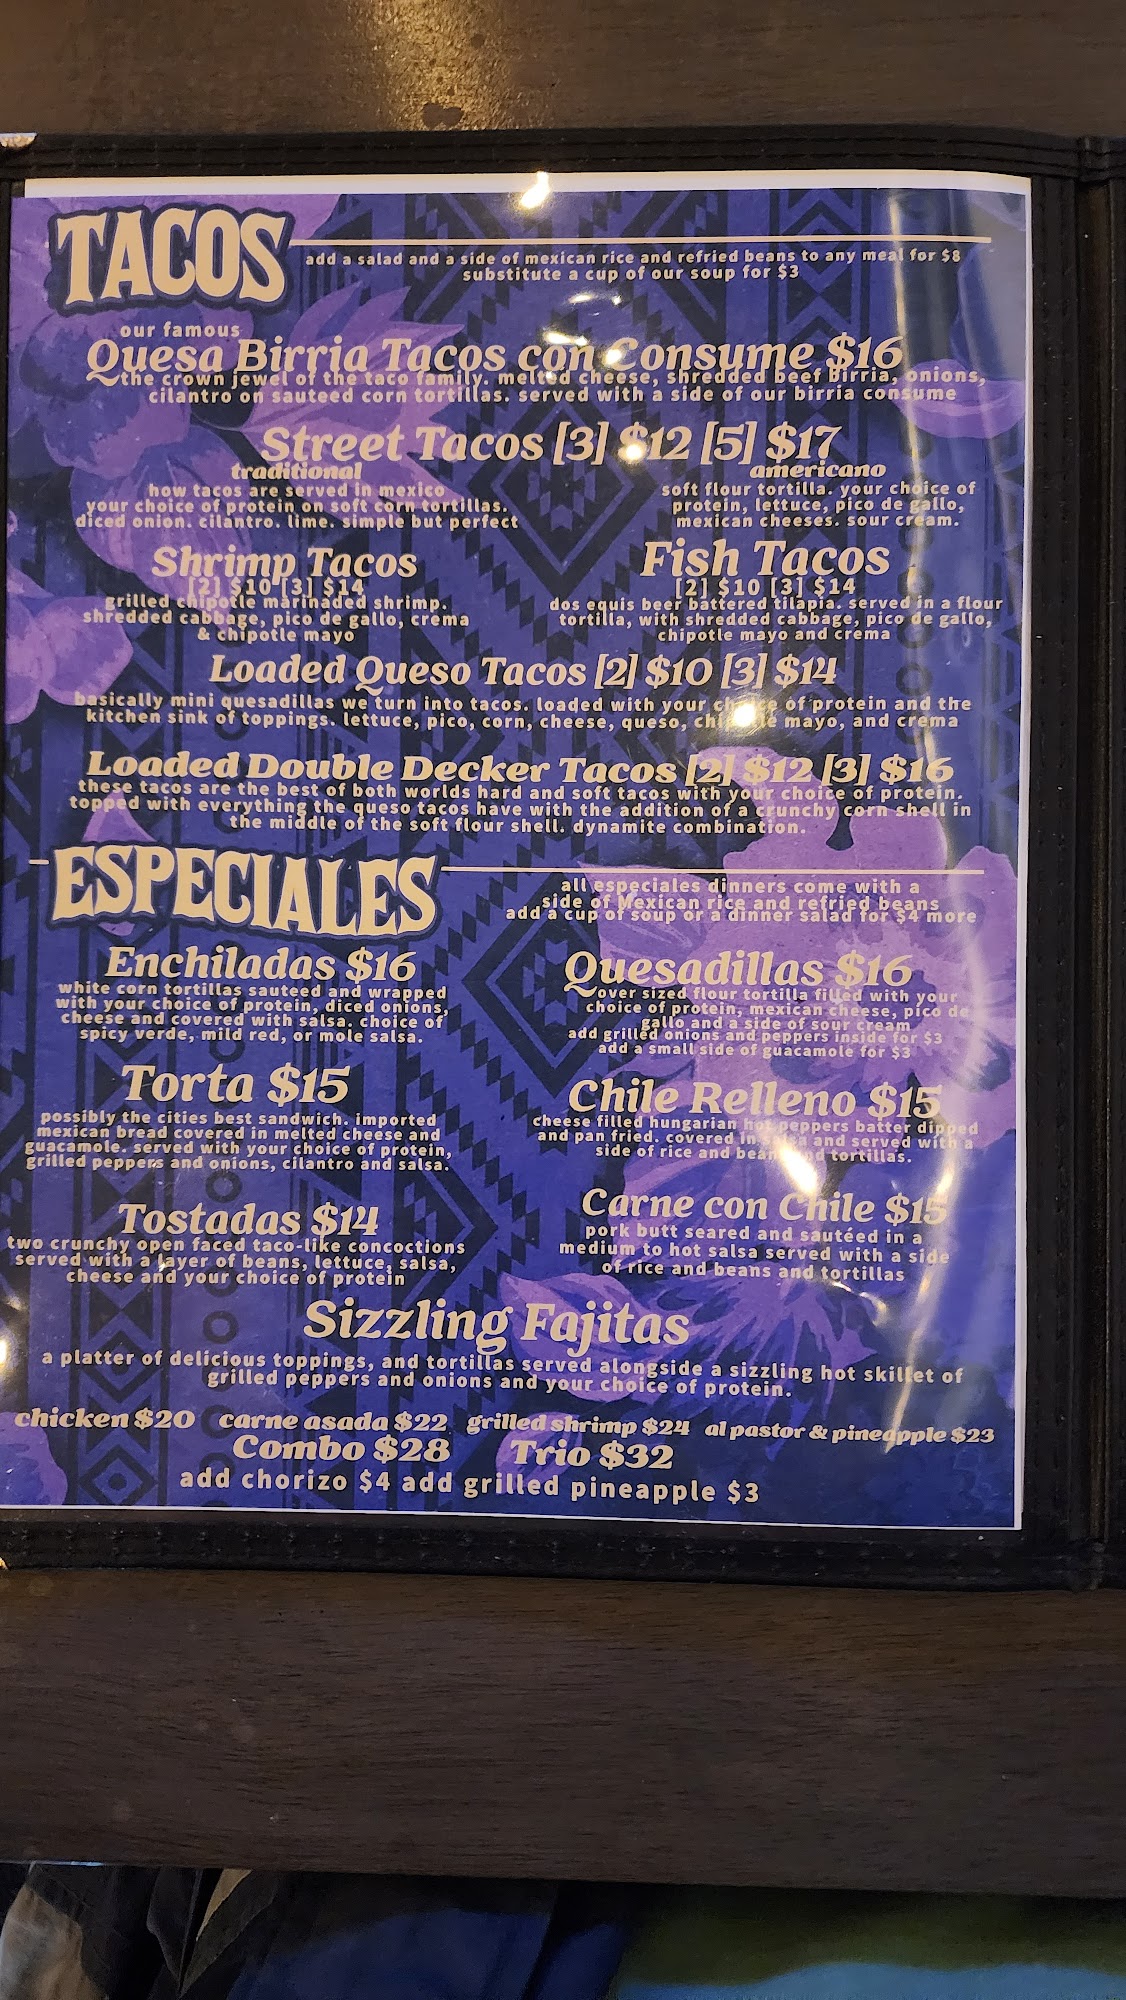 TACOS
add a salad and a side of mexican rice and refried beans to any meal for $8
substitute a cup of our soup for $3
our famous
Quesa Birria Tacos con Consume $16
the crown jewel of the taco family. melted cheese, shredded beef Birria, onions,
cilantro on sauteed corn tortillas. served with a side of our birria consume
Street Tacos [3] $12 [5] $17
traditional
how tacos are served in mexico
your choice of protein on soft corn tortillas.
diced onion. cilantro. lime. simple but perfect
americano
soft flour tortilla. your choice of
protein, lettuce, pico de gallo,
mexican cheeses. sour cream.
Shrimp Tacos
[2] $10 [3] $14
grilled chipotle marinaded shrimp.
shredded cabbage, pico de gallo, crema
& chipotle mayo
Fish Tacos
[2] $10 [3] $14
dos equis beer battered tilapia. served in a flour
tortilla, with shredded cabbage, pico de gallo,
chipotle mayo and crema
Loaded Queso Tacos [2] $10 [3] $14
basically mini quesadillas we turn into tacos. loaded with your choice of protein and the
kitchen sink of toppings. lettuce, pico, corn, cheese, queso, chipotle mayo, and crema
Loaded Double Decker Tacos [2] $12 [3] $16
these tacos are the best of both worlds hard and soft tacos with your choice of protein.
topped with everything the queso tacos have with the addition of a crunchy corn shell in
the middle of the soft flour shell. dynamite combination.
ESPECIALES
all especiales dinners come with a
side of Mexican rice and refried beans
add a cup of soup or a dinner salad for $4 more
Enchiladas $16
white corn tortillas sauteed and wrapped
with your choice of protein, diced onions,
cheese and covered with salsa. choice of
spicy verde, mild red, or mole salsa.
Quesadillas $16
over sized flour tortilla filled with your
choice of protein, mexican cheese, pico de
gallo and a side of sour cream
add grilled onions and peppers inside for $3
add a small side of guacamole for $3
Torta $15
possibly the cities best sandwich. imported
mexican bread covered in melted cheese and
guacamole. served with your choice of protein,
grilled peppers and onions, cilantro and salsa.
Chile Relleno $15
cheese filled hungarian hot peppers batter dipped
and pan fried. covered in salsa and served with a
side of rice and beans and tortillas.
Tostadas $14
two crunchy open faced taco-like concoctions
served with a layer of beans, lettuce, salsa,
cheese and your choice of protein
Carne con Chile $15
pork butt seared and sautéed in a
medium to hot salsa served with a side
of rice and beans and tortillas
Sizzling Fajitas
a platter of delicious toppings, and tortillas served alongside a sizzling hot skillet of
grilled peppers and onions and your choice of protein.
chicken $20 carne asada $22 grilled shrimp $24 al pastor & pineapple $23
Combo $28 Trio $32
add chorizo $4 add grilled pineapple $3